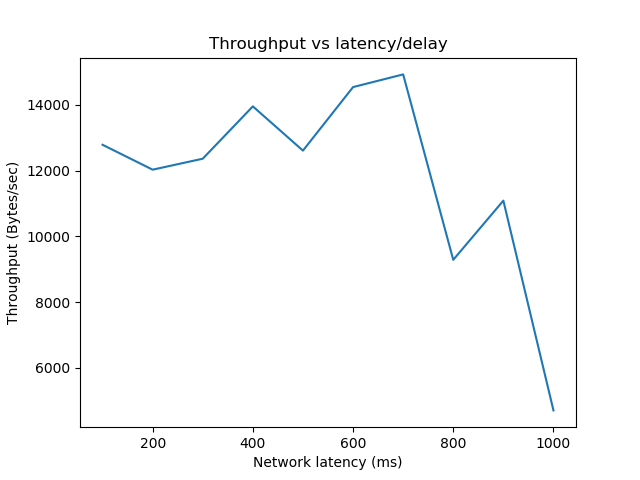 Throughput vs latency/delay
Throughput (Bytes/sec)
14000
12000
10000
8000
6000
200 400 600 800 1000
Network latency (ms)